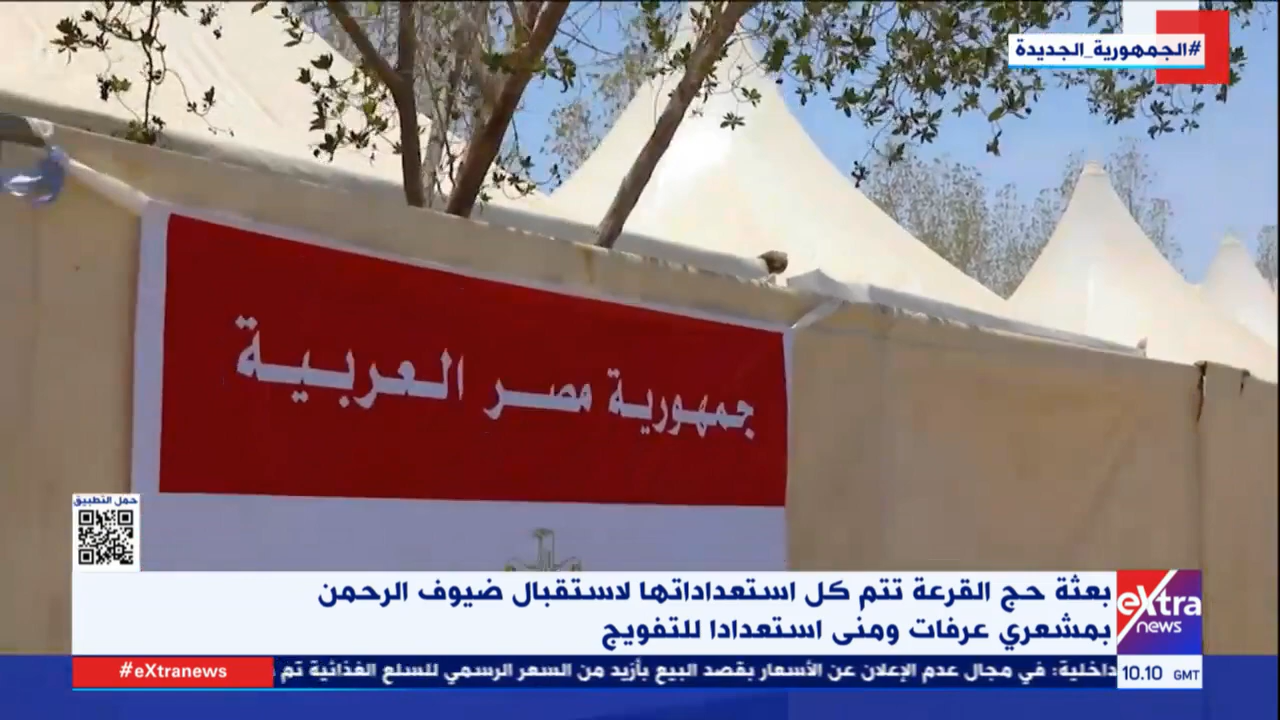 #الجمهورية_الجديدة
جمهورية مصر العربية
حمل التطبيق
بعثة حج القرعة تتم كل استعداداتها لاستقبال ضيوف الرحمن
بمشعري عرفات ومنى استعدادا للتفويج
eXtra
news
#eXtranews
داخلية: في مجال عدم الإعلان عن الأسعار بقصد البيع بأزيد من السعر الرسمي للسلع الغذائية تم
10.10 GMT